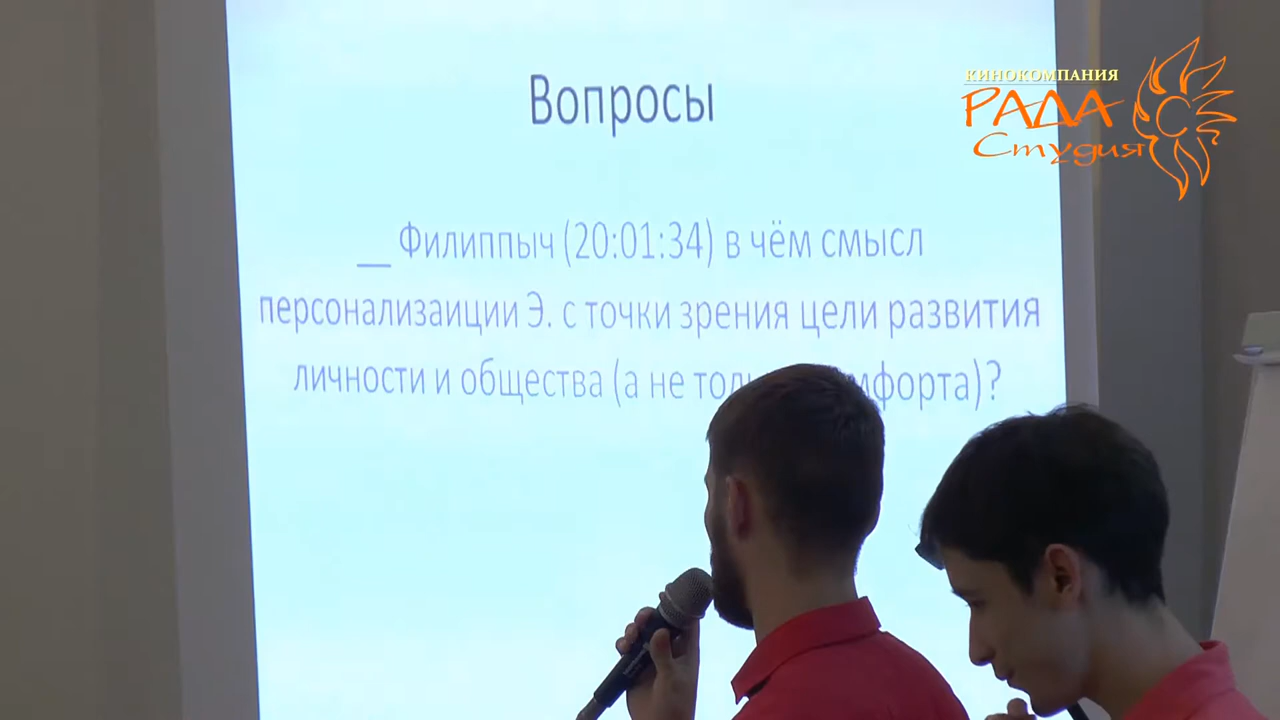 Вопросы
КИНОКОМПАНИЯ
РАДА
Студия
__ Филиппыч (20:01:34) в чём смысл
персонализаиции Э. с точки зрения цели развития
личности и общества (а не мфорта)?